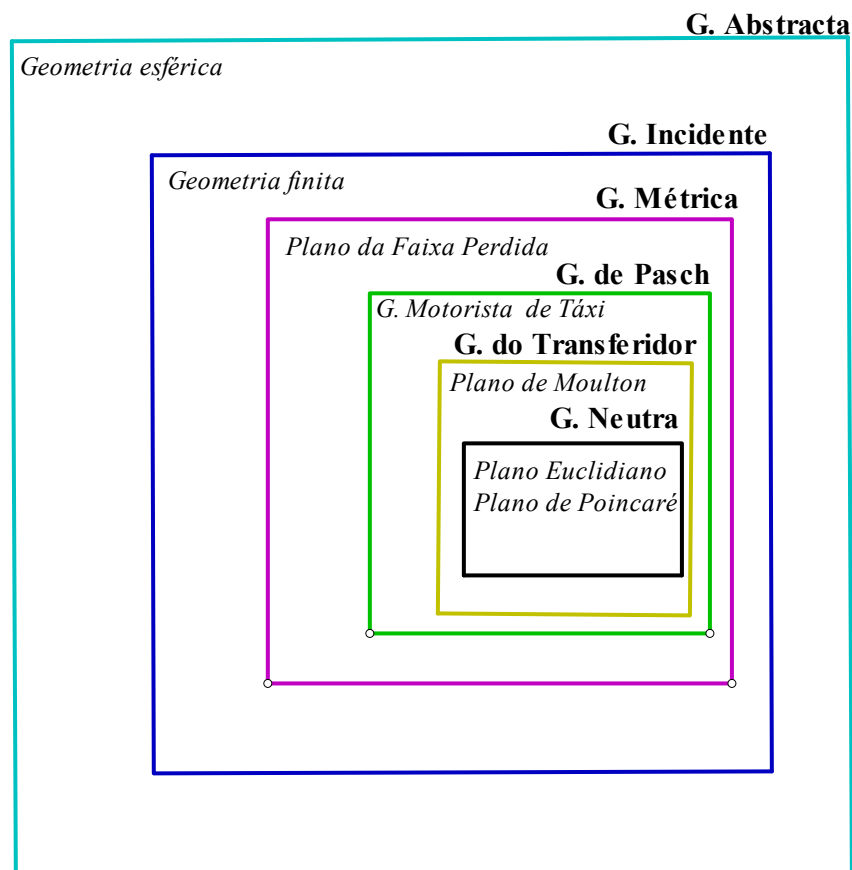 G. Abstracta
Geometria esférica
G. Incidente
Geometria finita
G. Métrica
Plano da Faixa Perdida
G. de Pasch
G. Motorista de Táxi
G. do Transferidor
Plano de Moulton
G. Neutra
Plano Euclidiano
Plano de Poincaré